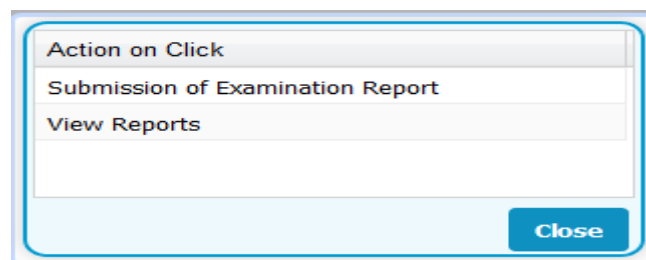 Action on Click
Submission of Examination Report
View Reports
Close